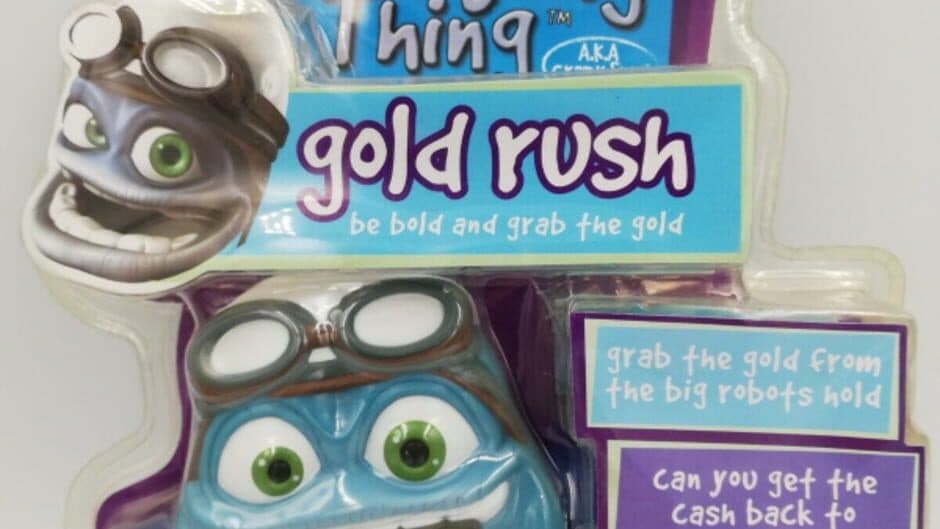 Thing TM
A.K.A
gold rush
be bold and grab the gold
grab the gold from
the big robots hold
can you get the
cash back to